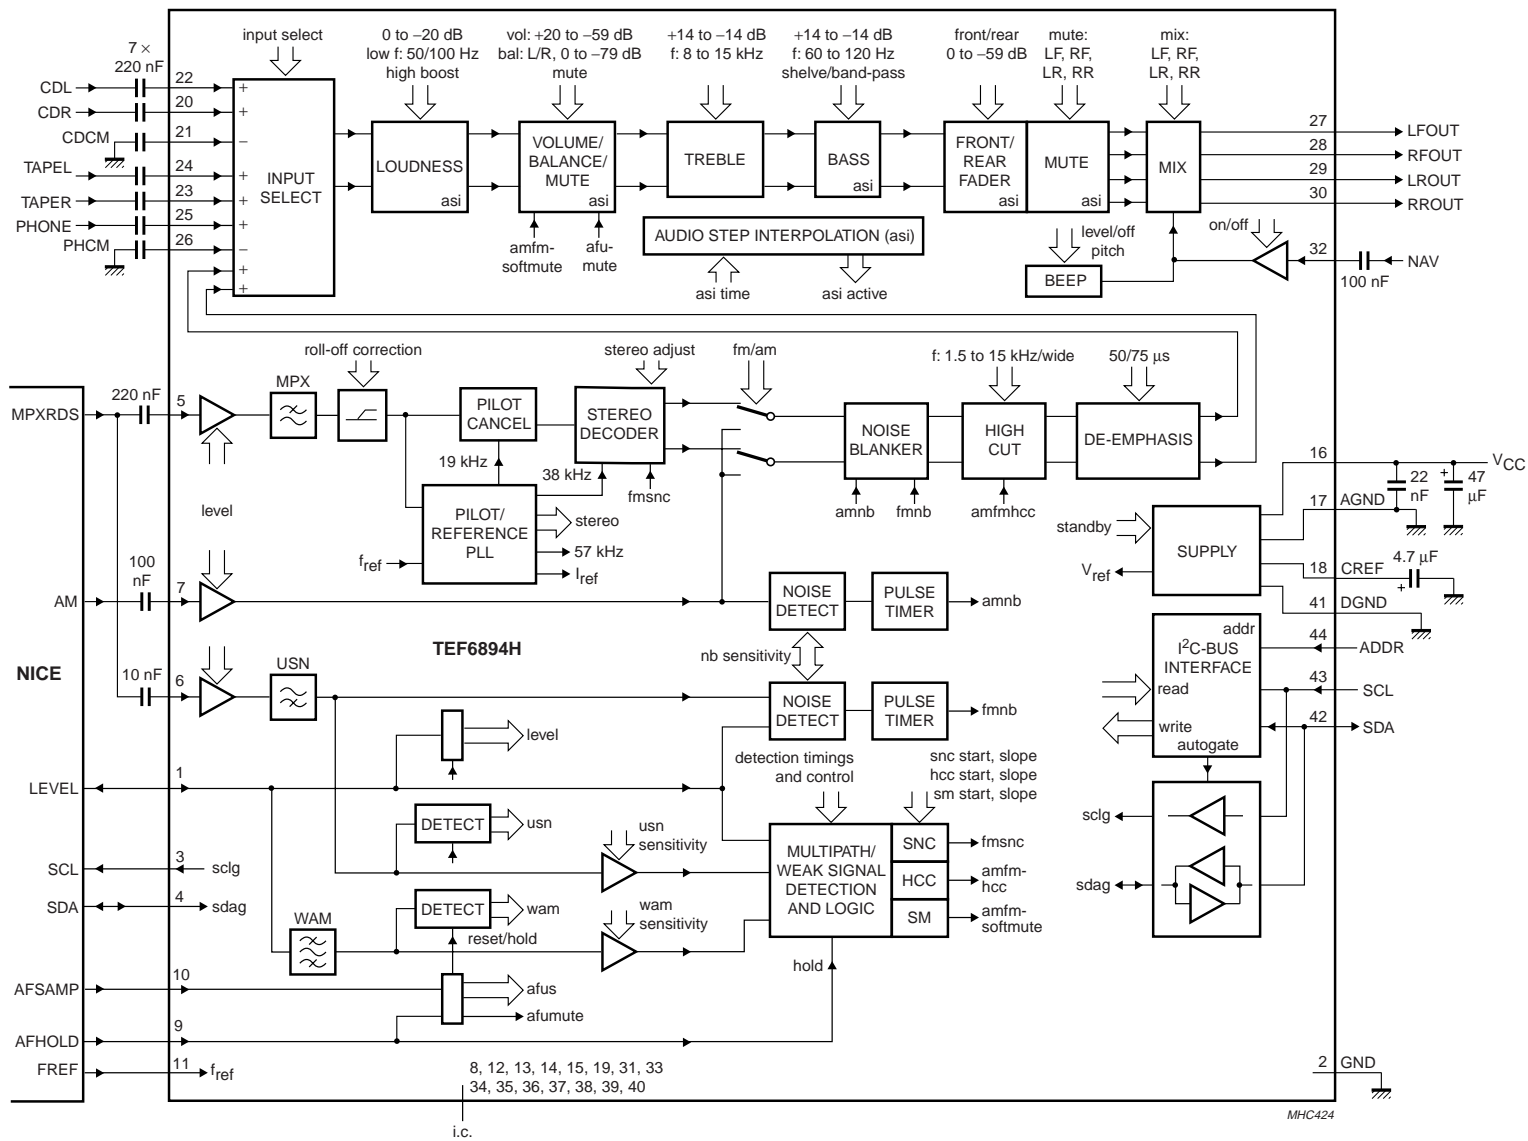 input select
0 to −20 dB
low f: 50/100 Hz
high boost
vol: +20 to −59 dB
bal: L/R, 0 to −79 dB
mute
+14 to −14 dB
f: 8 to 15 kHz
+14 to −14 dB
f: 60 to 120 Hz
shelve/band-pass
front/rear
0 to −59 dB
mute:
LF, RF,
LR, RR
mix:
LF, RF,
LR, RR
7 ×
220 nF
CDL
22
+
CDR
20
+
CDCM
21
−
TAPEL
24
+
TAPER
23
+
PHONE
25
+
PHCM
26
−
+
+
INPUT
SELECT
LOUDNESS
asi
VOLUME/
BALANCE/
MUTE
asi
TREBLE
BASS
asi
FRONT/
REAR
FADER
asi
MUTE
asi
MIX
27
LFOUT
28
RFOUT
29
LROUT
30
RROUT
amfm-
softmute
afu-
mute
AUDIO STEP INTERPOLATION (asi)
asi time
asi active
level/off
pitch
BEEP
on/off
32
NAV
100 nF
roll-off correction
stereo adjust
fm/am
f: 1.5 to 15 kHz/wide
50/75 µs
MPXRDS
220 nF
5
MPX
PILOT
CANCEL
STEREO
DECODER
NOISE
BLANKER
HIGH
CUT
DE-EMPHASIS
19 kHz
38 kHz
fmsnc
amnb
fmnb
amfmhcc
level
PILOT/
REFERENCE
PLL
fref
stereo
57 kHz
Iref
16
VCC
22
nF
+
47
µF
17
AGND
standby
SUPPLY
Vref
18
CREF
4.7 µF
+
41
DGND
AM
100
nF
7
NOISE
DETECT
PULSE
TIMER
amnb
TEF6894H
nb sensitivity
NICE
10 nF
6
USN
NOISE
DETECT
PULSE
TIMER
fmnb
addr
I2C-BUS
INTERFACE
read
write
autogate
44
ADDR
43
SCL
42
SDA
level
detection timings
and control
snc start, slope
hcc start, slope
sm start, slope
LEVEL
1
DETECT
usn
usn
sensitivity
MULTIPATH/
WEAK SIGNAL
DETECTION
AND LOGIC
SNC
fmsnc
HCC
amfm-
hcc
SM
amfm-
softmute
sclg
sdag
SCL
3
sclg
SDA
4
sdag
WAM
DETECT
wam
reset/hold
wam
sensitivity
hold
AFSAMP
10
afus
afumute
AFHOLD
9
FREF
11
fref
8, 12, 13, 14, 15, 19, 31, 33
34, 35, 36, 37, 38, 39, 40
i.c.
2
GND
MHC424